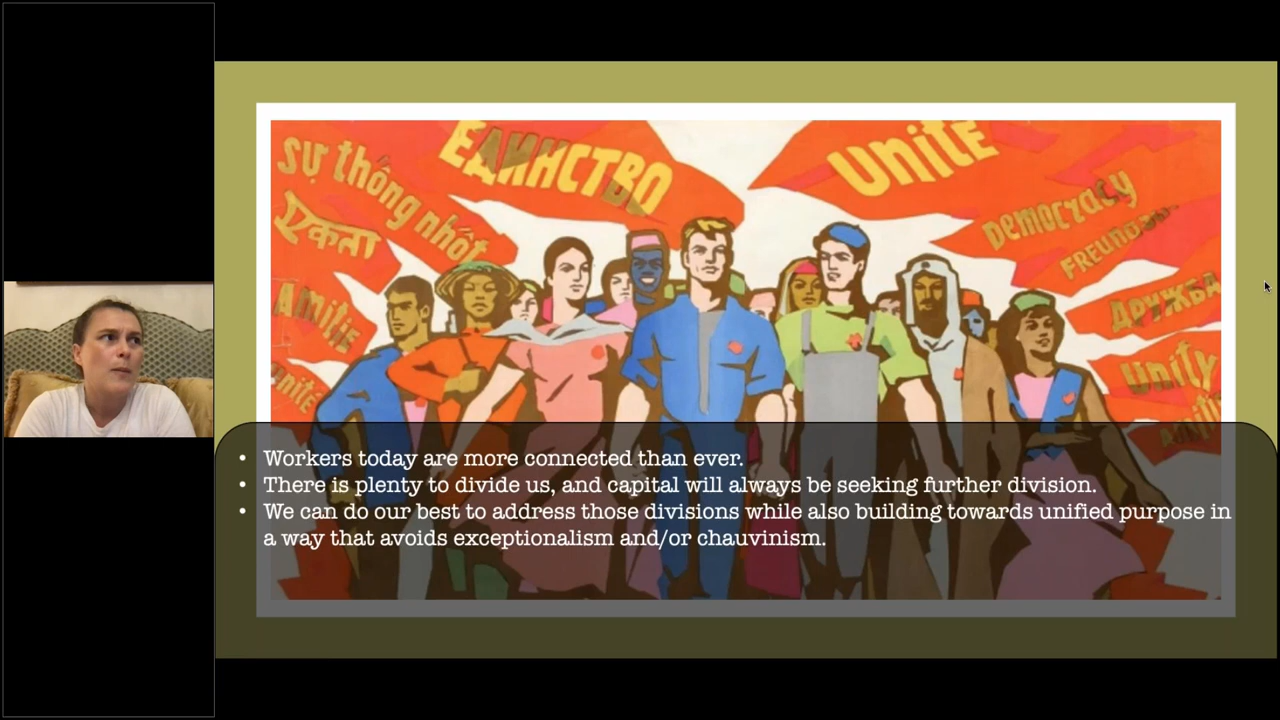 ЕДИНСТВО
UNITE
sự thống nhất
एकता
AMITIE
DEMOCRACY
ДРУЖБА
UNITY
• Workers today are more connected than ever.
• There is plenty to divide us, and capital will always be seeking further division.
• We can do our best to address those divisions while also building towards unified purpose in
a way that avoids exceptionalism and/or chauvinism.